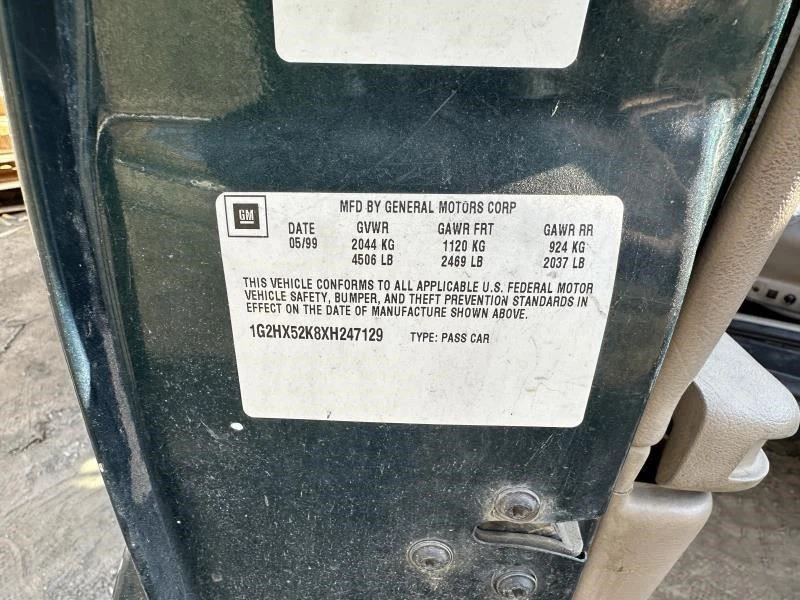 GM
MFD BY GENERAL MOTORS CORP
DATE GVWR GAWR FRT GAWR RR
05/99 2044 KG 1120 KG 924 KG
4506 LB 2469 LB 2037 LB
THIS VEHICLE CONFORMS TO ALL APPLICABLE U.S. FEDERAL MOTOR
VEHICLE SAFETY, BUMPER, AND THEFT PREVENTION STANDARDS IN
EFFECT ON THE DATE OF MANUFACTURE SHOWN ABOVE.
1G2HX52K8XH247129 TYPE: PASS CAR